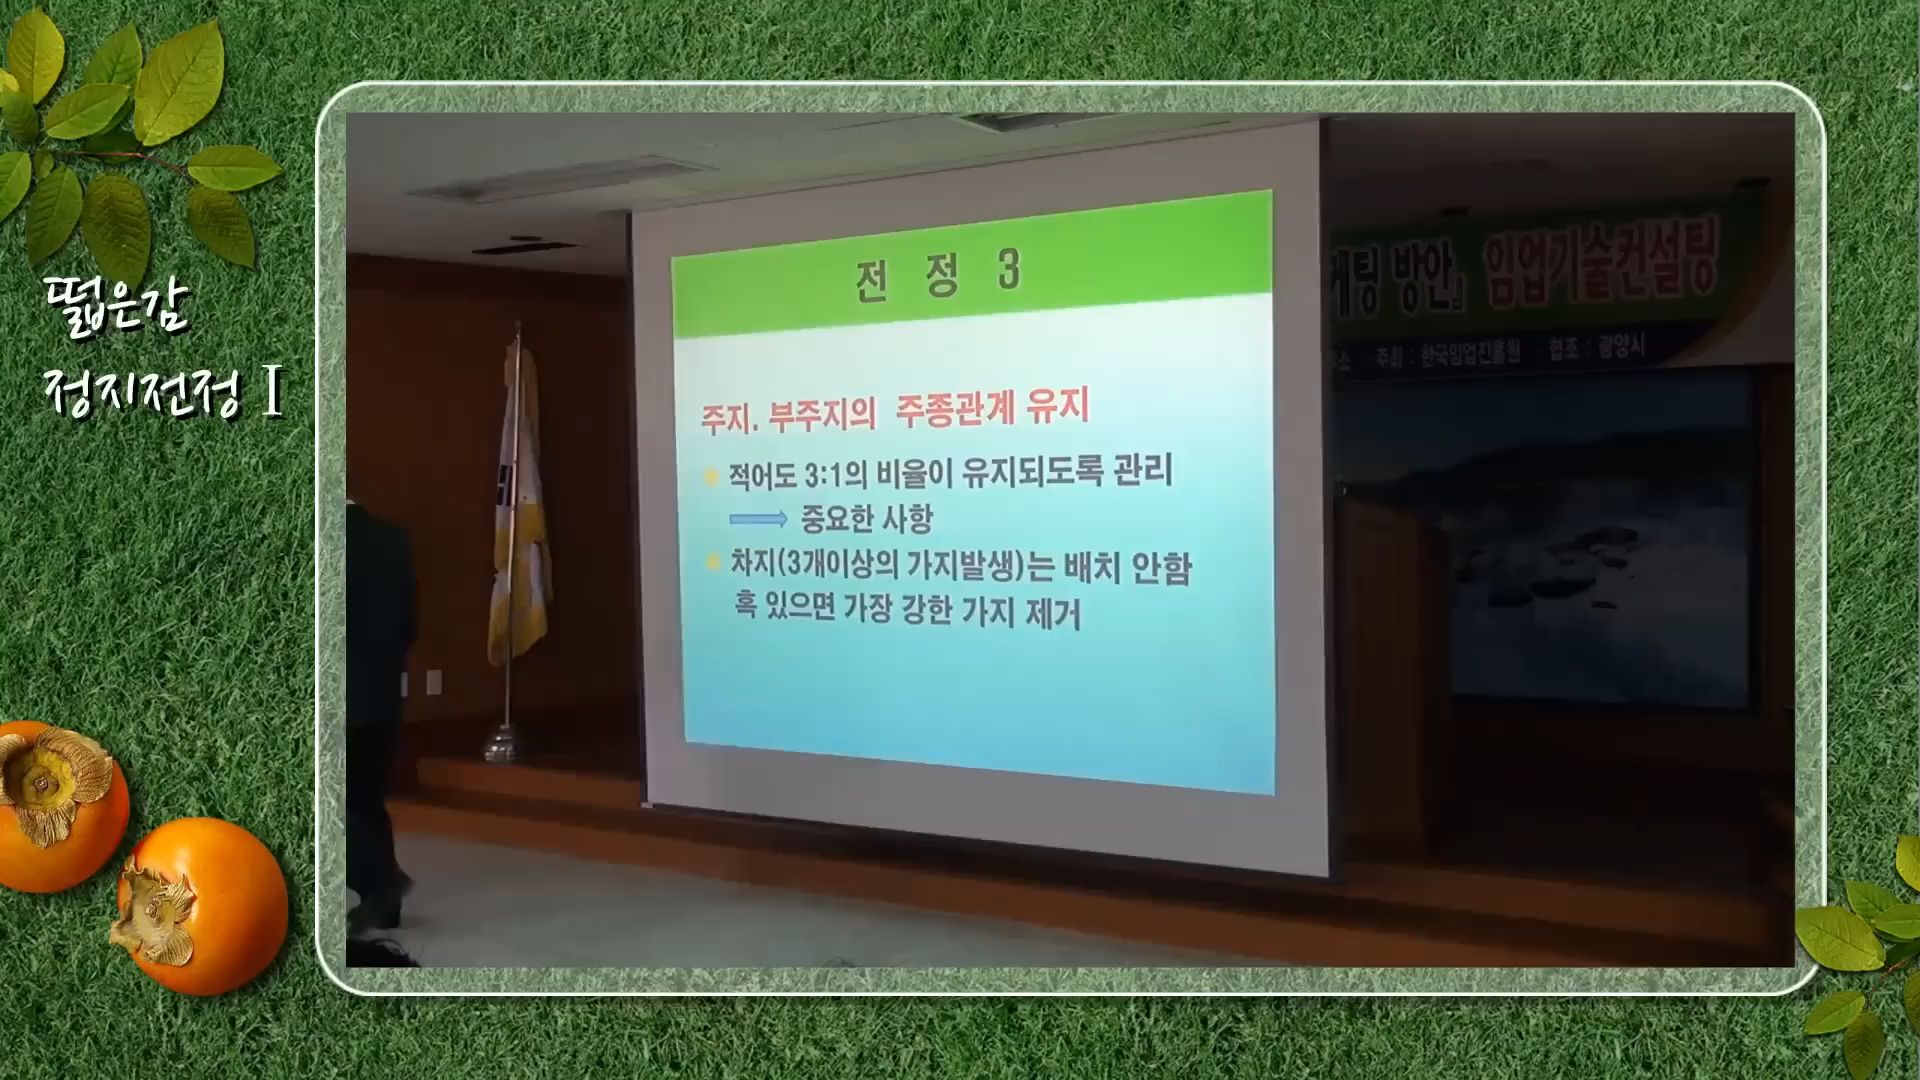 떫은감
정지전정 Ⅰ
전 정 3
주지. 부주지의 주종관계 유지
적어도 3:1의 비율이 유지되도록 관리
중요한 사항
차지(3개이상의 가지발생)는 배치 안함
혹 있으면 가장 강한 가지 제거
방안』 임업기술컨설팅
주최 : 한국임업진흥원 협조 : 광양시